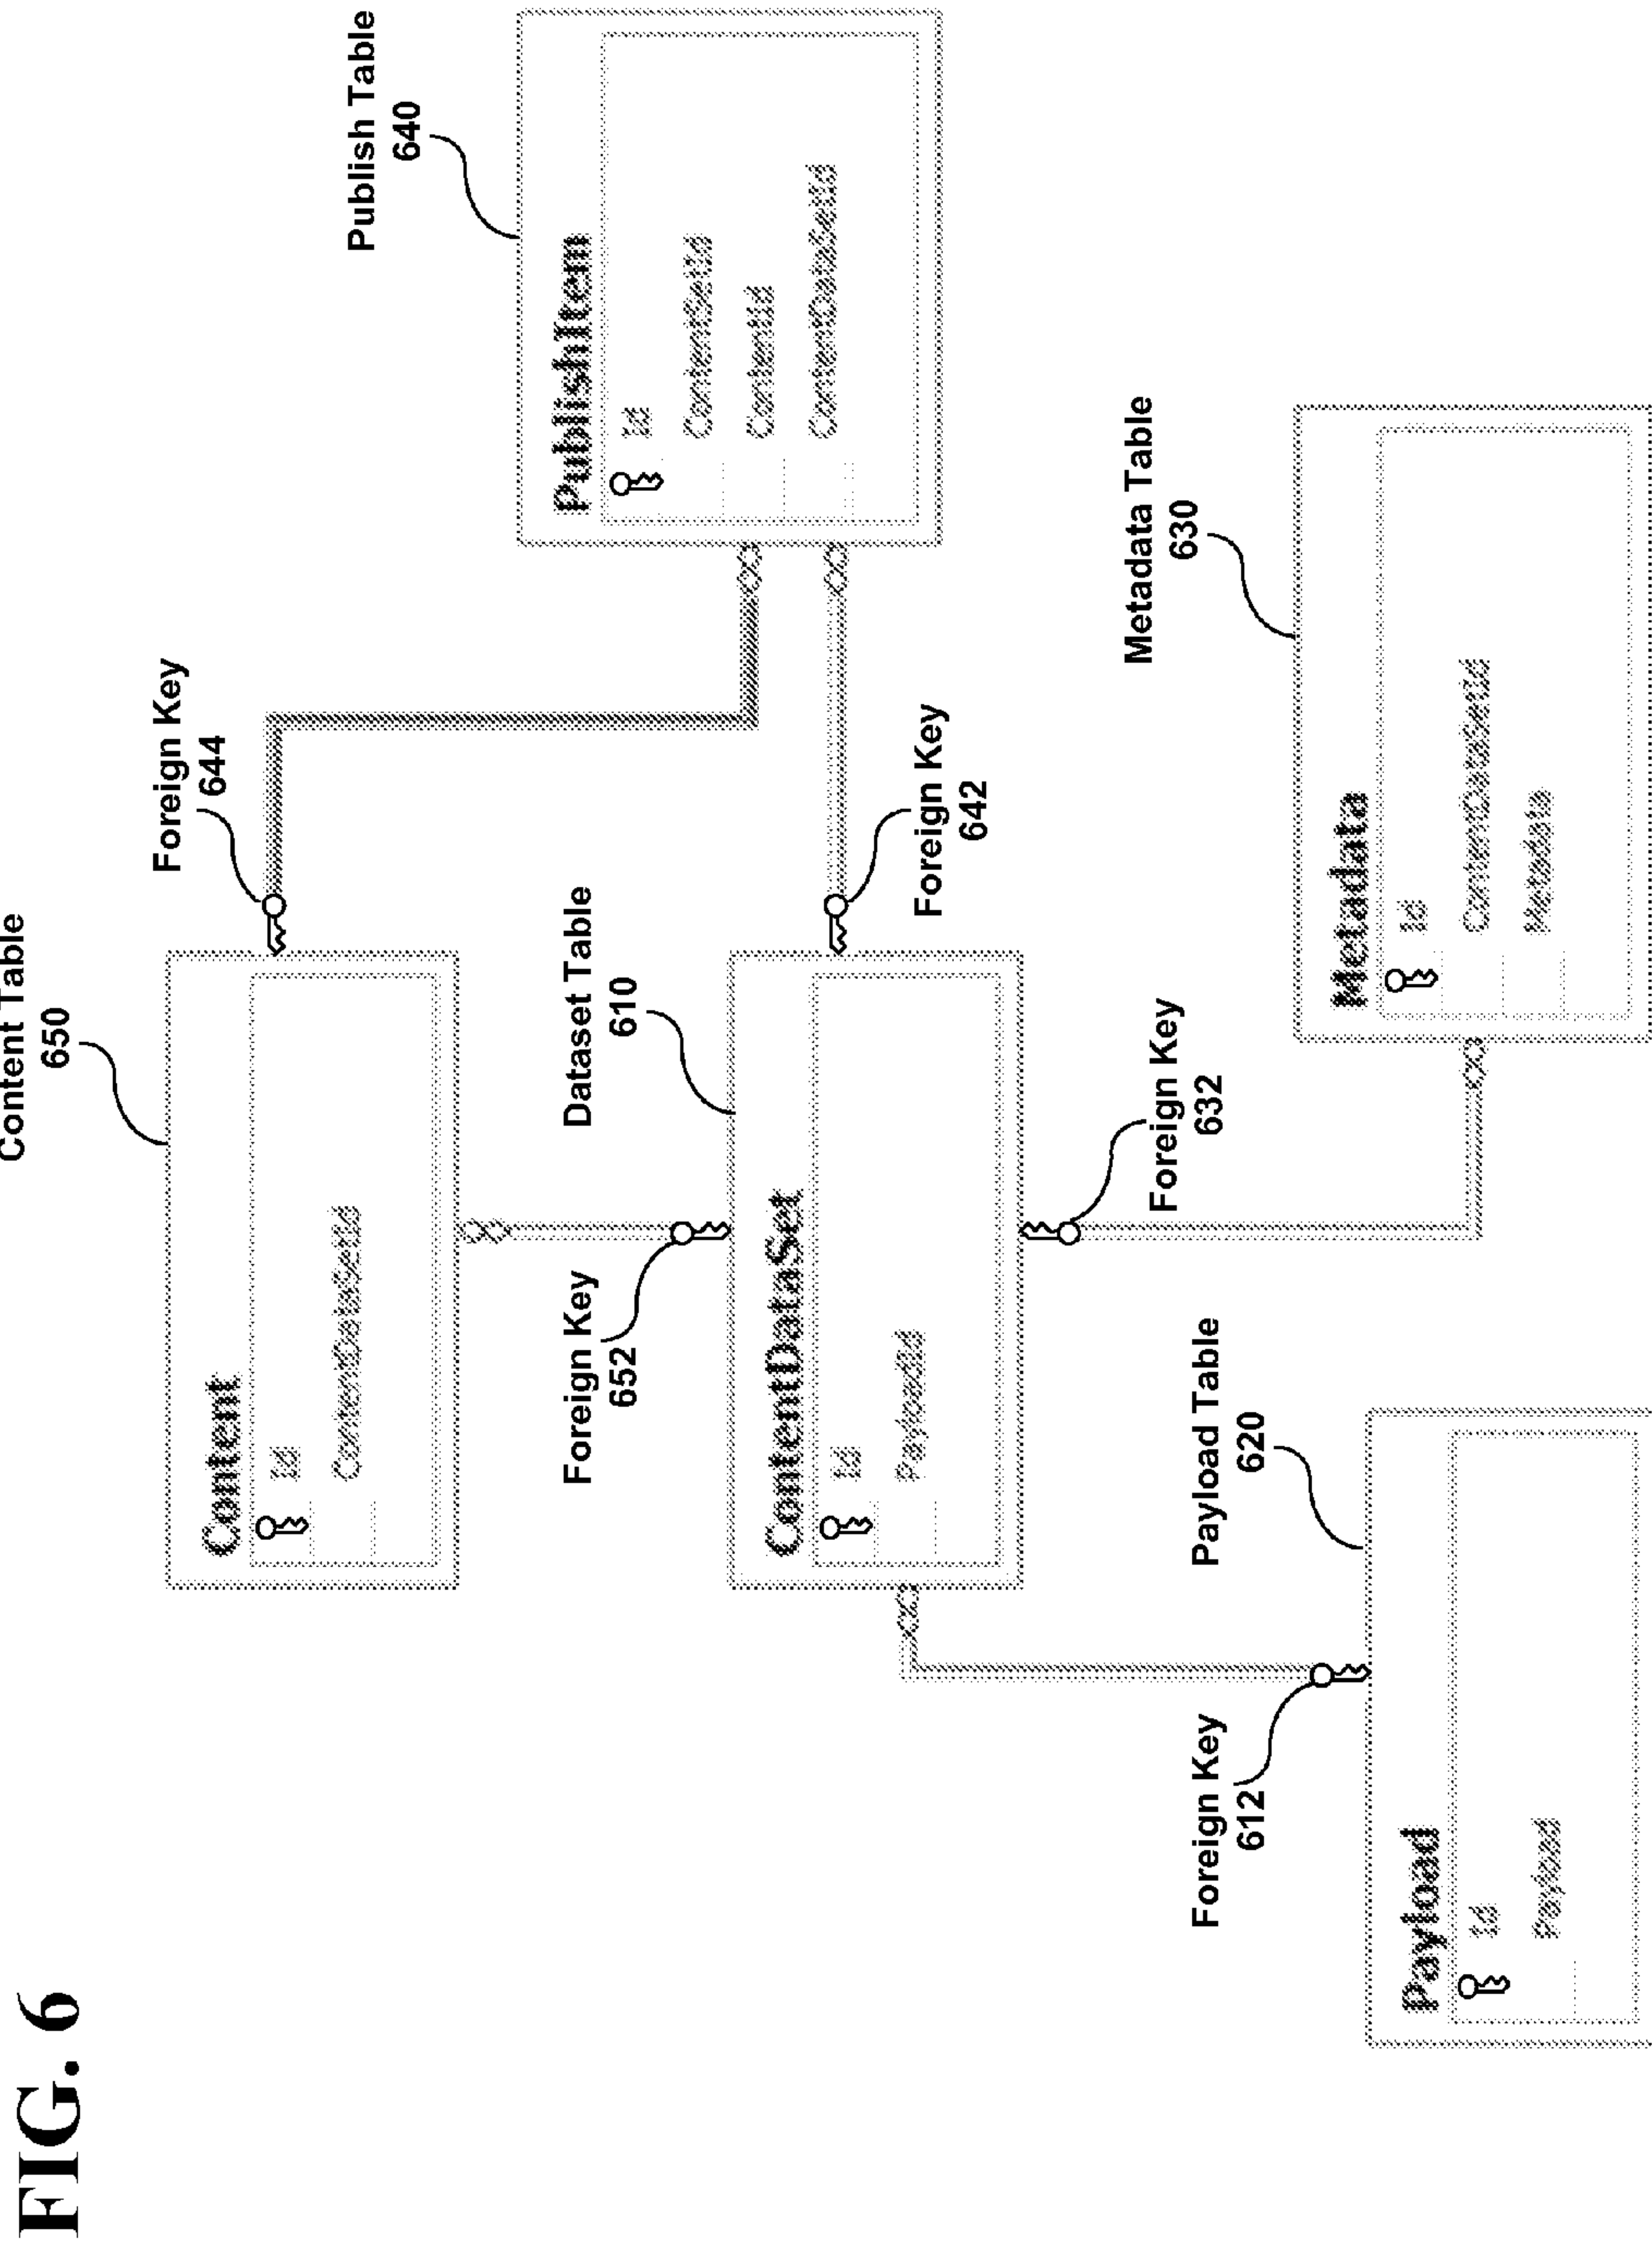 FIG. 6
Content Table
650
Content
Id
ContentDataSetId
Foreign Key
644
Publish Table
640
PublishItem
Id
ContentSetId
ContentId
ContentDataSetId
Foreign Key
652
Dataset Table
610
ContentDataSet
Id
PayloadId
Foreign Key
642
Foreign Key
632
Metadata Table
630
Metadata
Id
ContentDataSetId
Metadata
Foreign Key
612
Payload Table
620
Payload
Id
Payload